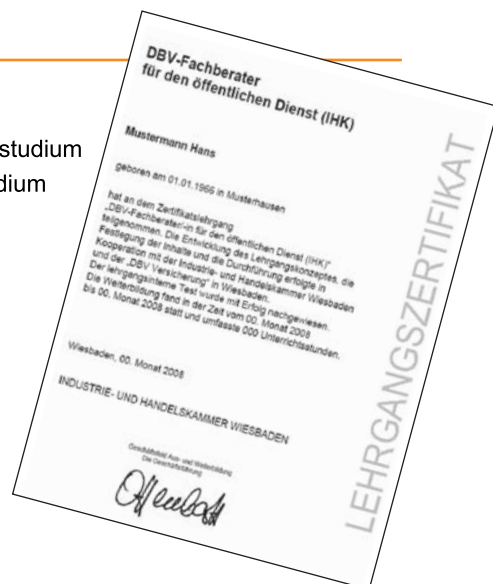 studium
dium
DBV-Fachberater
für den öffentlichen Dienst (IHK)
Mustermann Hans
geboren am 01.01.1966 in Musterhausen
hat an dem Zertifikatslehrgang
„DBV-Fachberater/-in für den öffentlichen Dienst (IHK)"
teilgenommen. Die Entwicklung des Lehrgangskonzeptes, die
Festlegung der Inhalte und die Durchführung erfolgte in
Kooperation mit der Industrie- und Handelskammer Wiesbaden
und der „DBV Versicherung" in Wiesbaden.
Der lehrgangsinterne Test wurde mit Erfolg nachgewiesen.
Die Weiterbildung fand in der Zeit vom 00. Monat 2008
bis 00. Monat 2008 statt und umfasste 000 Unterrichtsstunden.
Wiesbaden, 00. Monat 2008
INDUSTRIE- UND HANDELSKAMMER WIESBADEN
Geschäftsfeld Aus- und Weiterbildung
Die Geschäftsführung
LEHRGANGSZERTIFIKAT